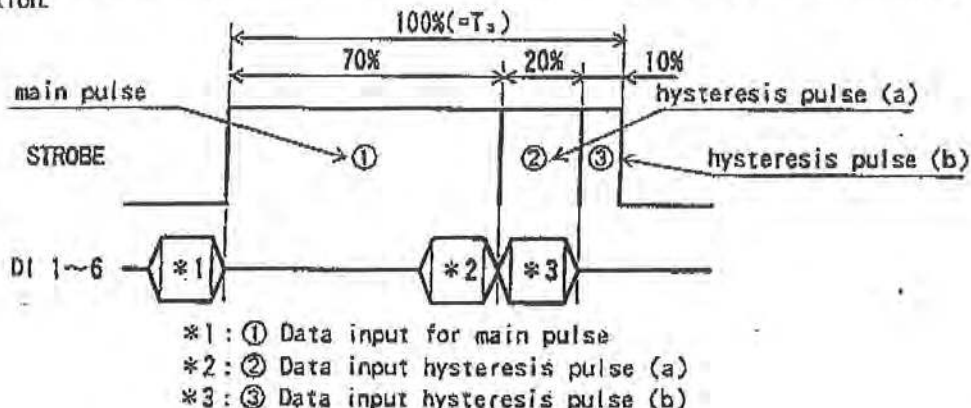 100%(=T₃)
70% 20% 10%
main pulse
hysteresis pulse (a)
STROBE ① ② ③ hysteresis pulse (b)
DI 1~6 *1 *2 *3
*1 : ① Data input for main pulse
*2 : ② Data input hysteresis pulse (a)
*3 : ③ Data input hysteresis pulse (b)